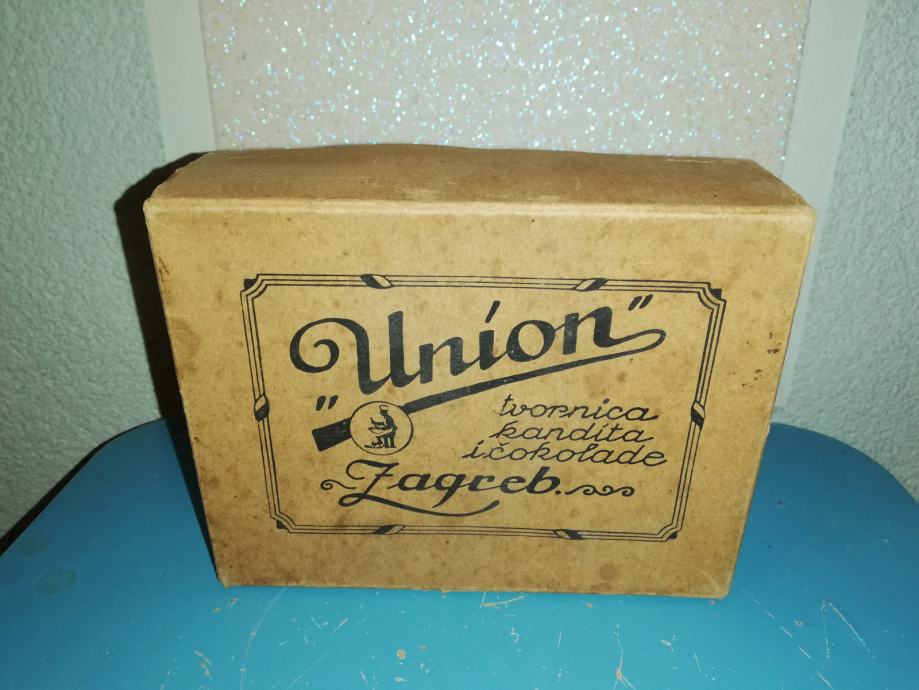 "Union"
tvornica
kandita
i čokolade
Zagreb.